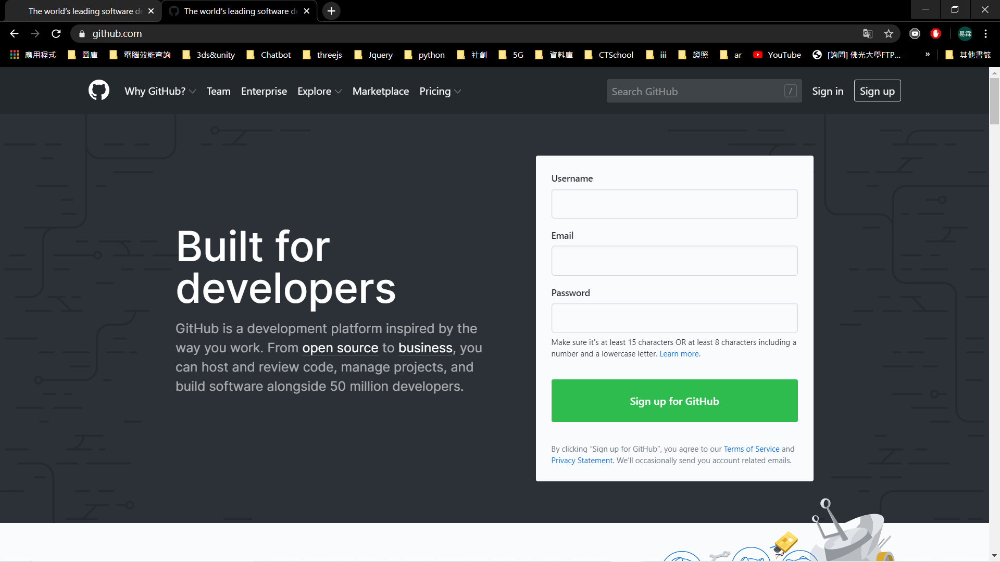 The world's leading software de
The world's leading software de
github.com
易霖
應用程式
圖庫
電腦效能查詢
3ds&unity
Chatbot
threejs
Jquery
python
社創
5G
資料庫
CTSchool
iii
證照
ar
YouTube
[詢問] 佛光大學FTP...
»
其他書籤
Why GitHub?
Team
Enterprise
Explore
Marketplace
Pricing
Search GitHub
/
Sign in
Sign up
Built for
developers
GitHub is a development platform inspired by the
way you work. From open source to business, you
can host and review code, manage projects, and
build software alongside 50 million developers.
Username
Email
Password
Make sure it's at least 15 characters OR at least 8 characters including a
number and a lowercase letter. Learn more.
Sign up for GitHub
By clicking “Sign up for GitHub”, you agree to our Terms of Service and
Privacy Statement. We’ll occasionally send you account related emails.